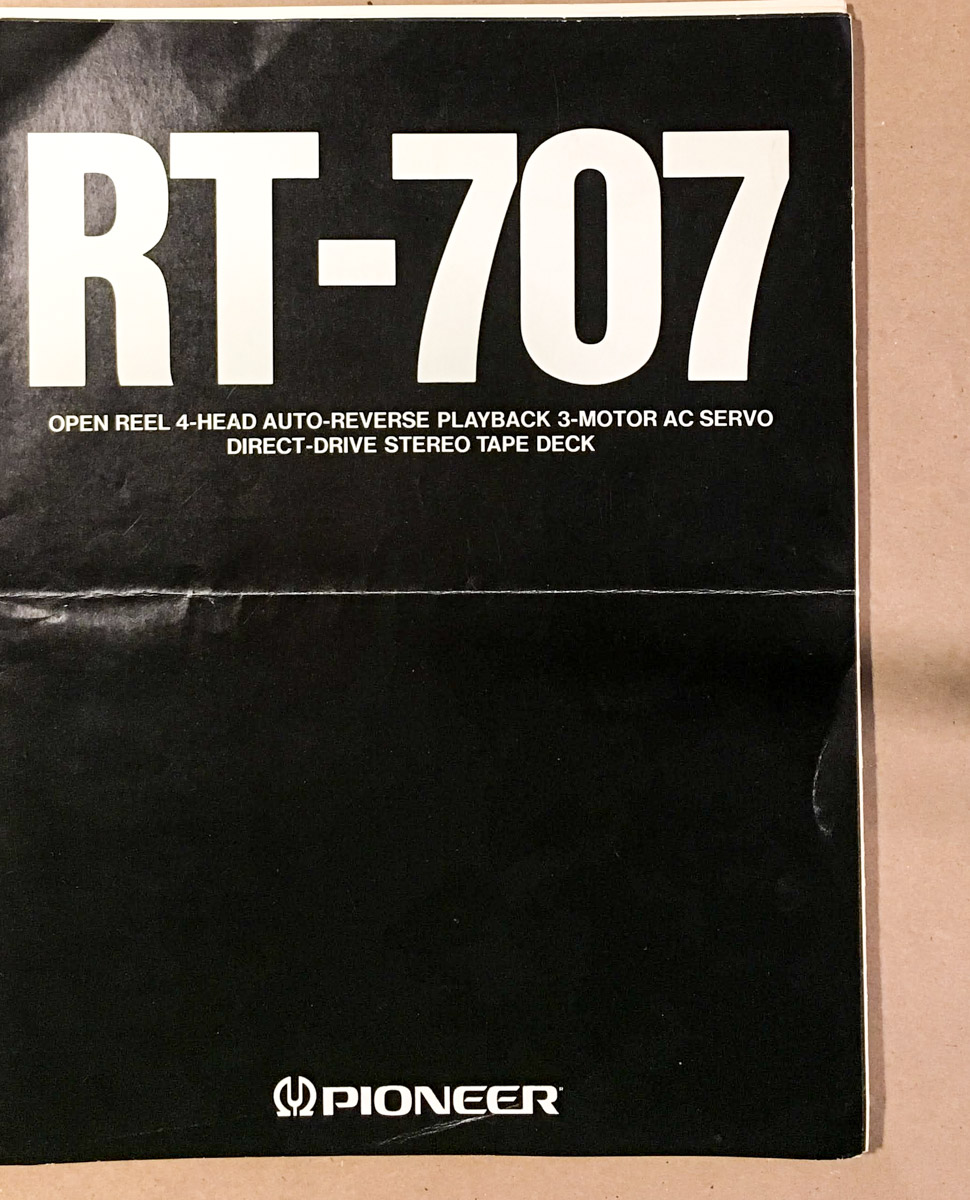 RT-707
OPEN REEL 4-HEAD AUTO-REVERSE PLAYBACK 3-MOTOR AC SERVO
DIRECT-DRIVE STEREO TAPE DECK
PIONEER